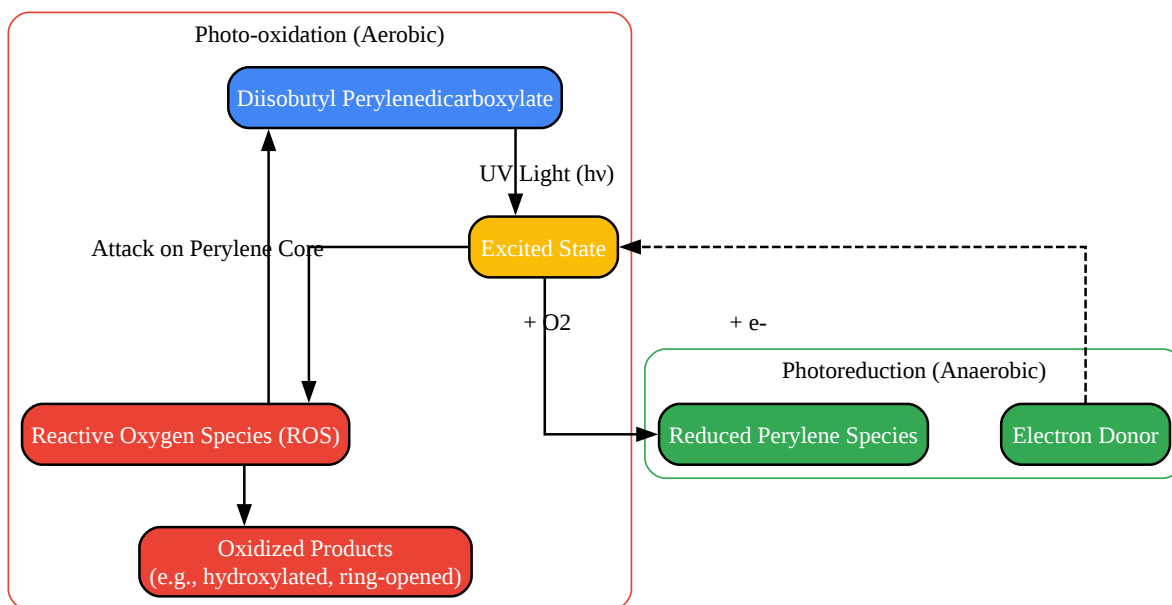 Photo-oxidation (Aerobic)
Diisobutyl Perylenedicarboxylate
UV Light (hν)
Excited State
Attack on Perylene Core
+ O2
+ e-
Photoreduction (Anaerobic)
Reactive Oxygen Species (ROS)
Reduced Perylene Species
Electron Donor
Oxidized Products
(e.g., hydroxylated, ring-opened)